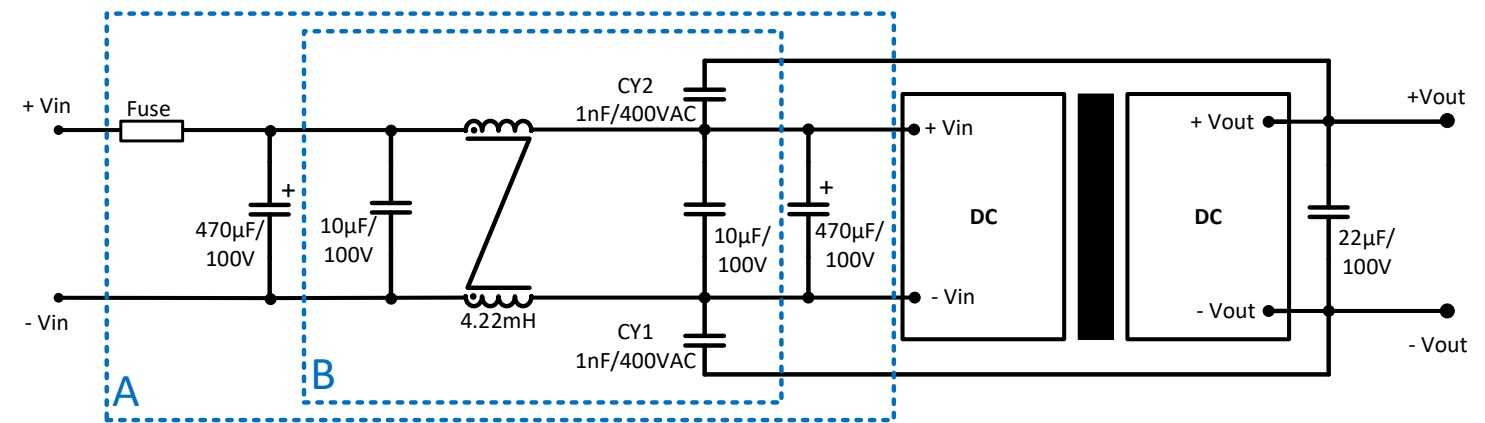 CY2
1nF/400VAC
+ Vin
Fuse
+ Vin
+ Vout
+Vout
+
+
470µF/
100V
10µF/
100V
10µF/
100V
470µF/
100V
DC
DC
22µF/
100V
- Vin
4.22mH
CY1
1nF/400VAC
- Vin
- Vout
- Vout
A
B